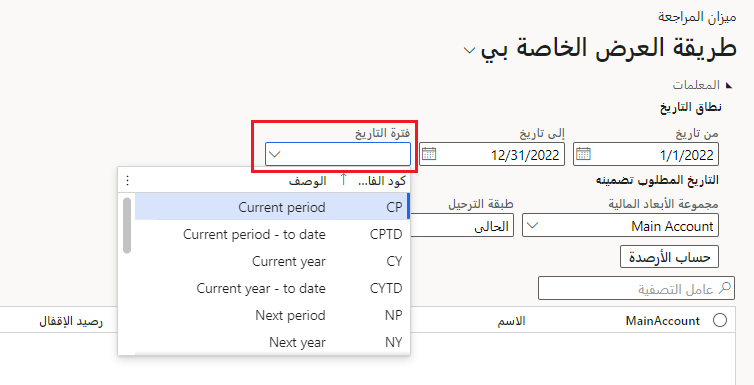 ميزان المراجعة
طريقة العرض الخاصة بي
المعلمات
نطاق التاريخ
من تاريخ إلى تاريخ فترة التاريخ
1/1/2022 12/31/2022
التاريخ المطلوب تضمينه
مجموعة الأبعاد المالية طبقة الترحيل
Main Account الحالي
حساب الأرصدة
عامل التصفية
MainAccount الاسم رصيد الإقفال
كود الفا... الوصف
CP Current period
CPTD Current period - to date
CY Current year
CYTD Current year - to date
NP Next period
NY Next year